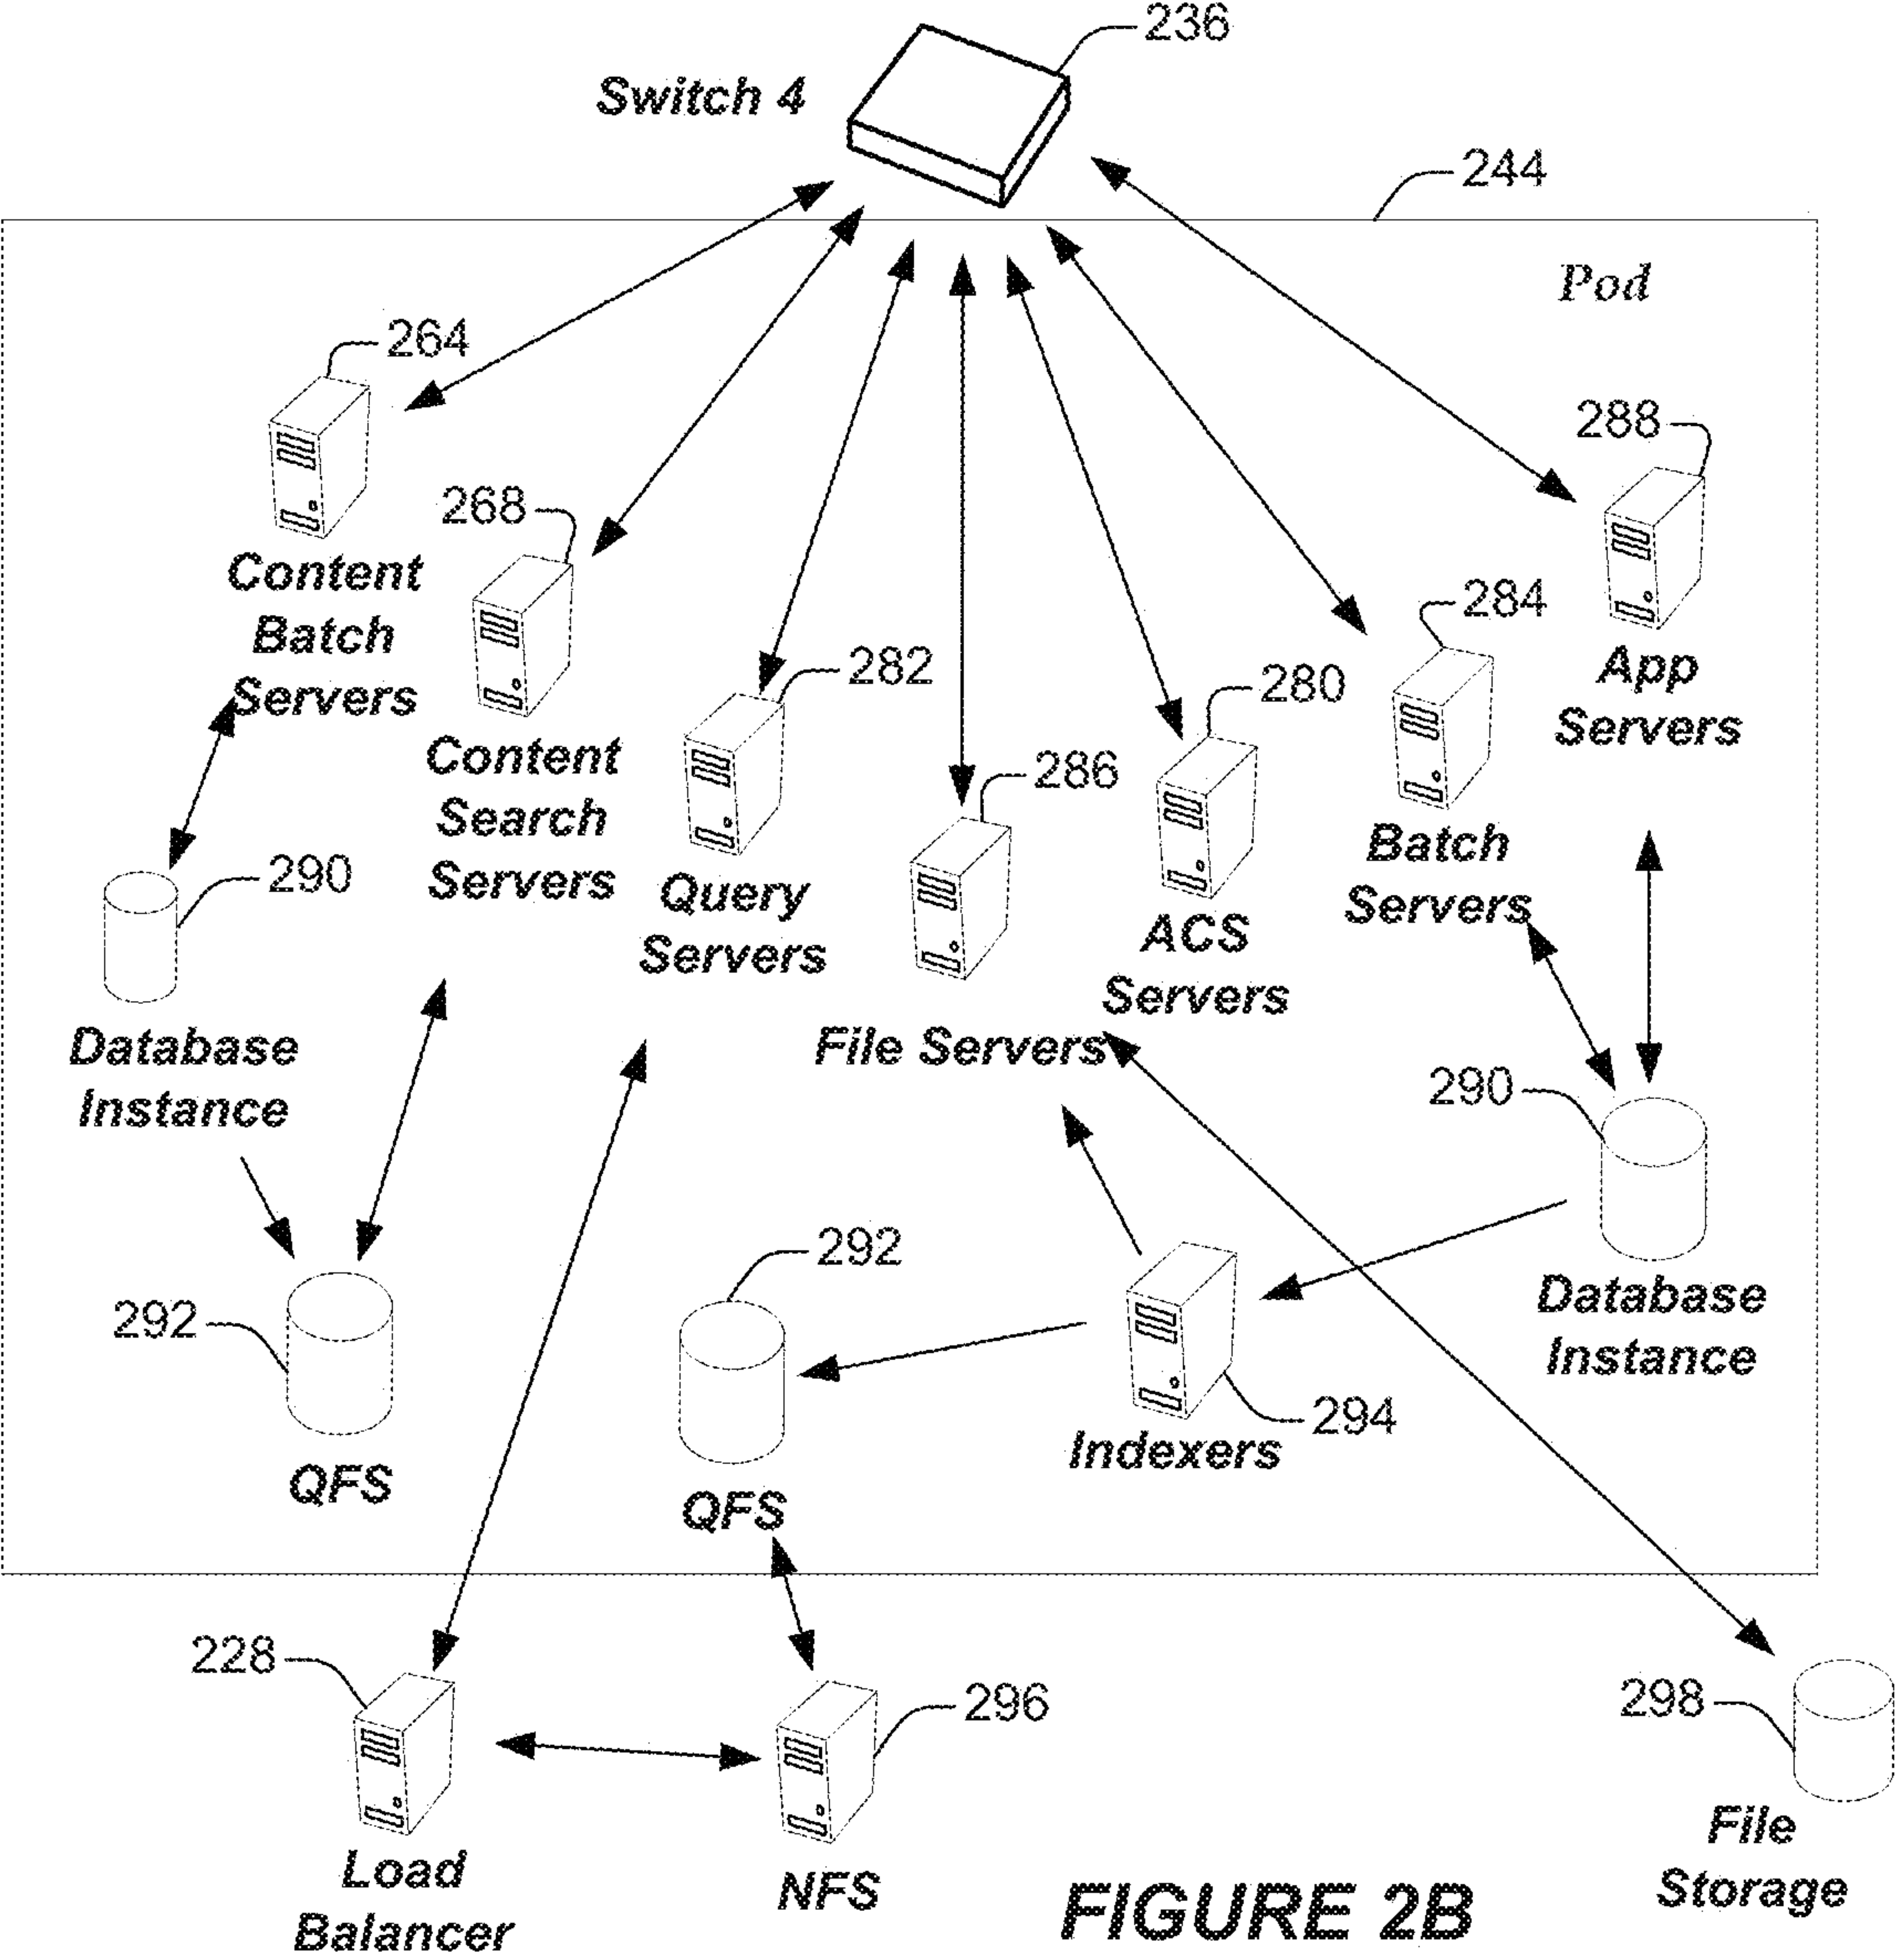 236
Switch 4
244
Pod
264
288
268
Content
Batch
Servers
284
282
App
Servers
280
Content
Search
Servers
286
290
Batch
Servers
Query
Servers
ACS
Servers
Database
Instance
File Servers
290
292
292
Database
Instance
294
Indexers
QFS
QFS
228
296
298
File
Storage
Load
Balancer
NFS
FIGURE 2B